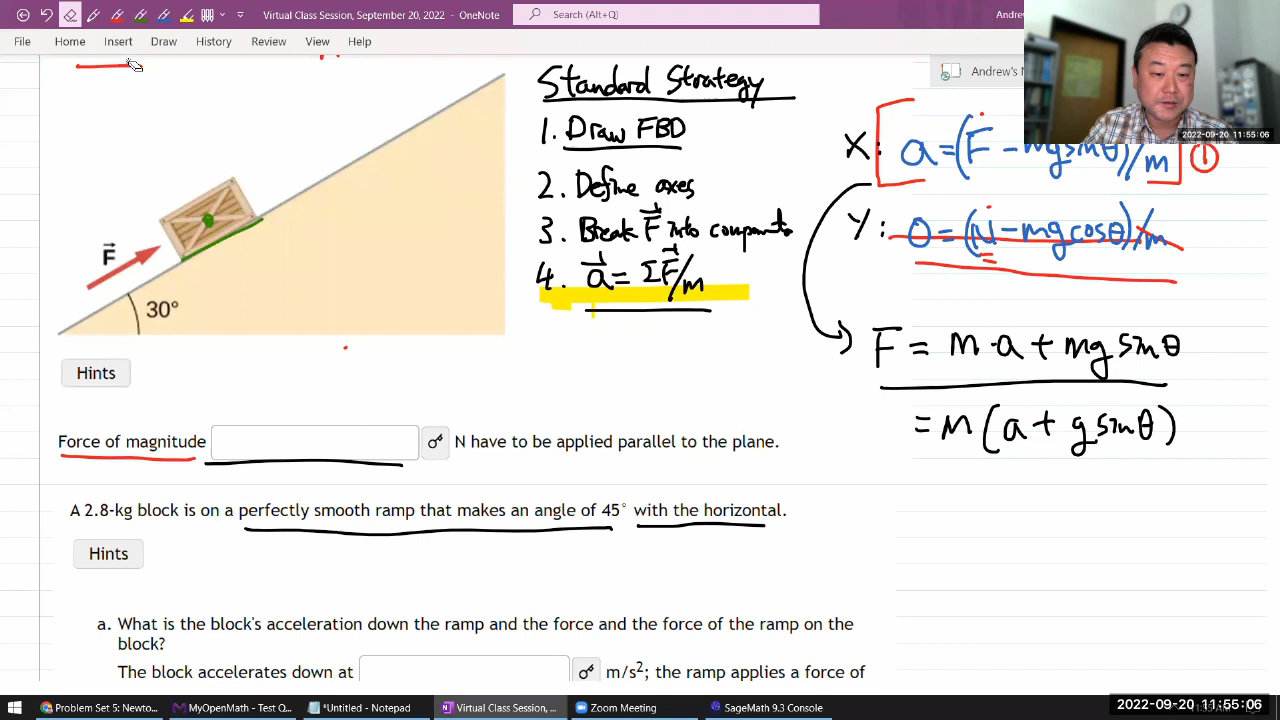 Virtual Class Session, September 20, 2022 - OneNote
Search (Alt+Q)
File Home Insert Draw History Review View Help
Andrew's N
2022-09-20 11:55:06
Standard Strategy
1. Draw FBD
2. Define axes
3. Break F⃗ into components
4. a⃗ = ΣF⃗/m
X: a = (F - mg sinθ)/m ①
Y: 0 = (N - mg cosθ)/m
F = m·a + mg sinθ
= m(a + g sinθ)
F⃗
30°
Hints
Force of magnitude N have to be applied parallel to the plane.
A 2.8-kg block is on a perfectly smooth ramp that makes an angle of 45° with the horizontal.
Hints
a. What is the block's acceleration down the ramp and the force and the force of the ramp on the
block?
The block accelerates down at m/s²; the ramp applies a force of
Problem Set 5: Newto... MyOpenMath - Test Q... *Untitled - Notepad Virtual Class Session,... Zoom Meeting SageMath 9.3 Console
2022-09-20 11:55:06